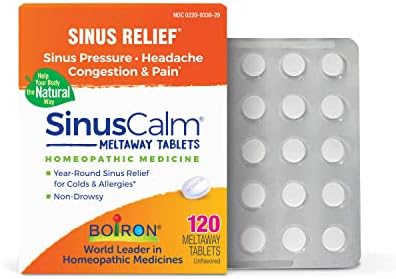 NDC 0220-9338-29
SINUS RELIEF*
Sinus Pressure • Headache
Congestion & Pain*
Help Your
Body the
Natural
Way
SinusCalm®
MELTAWAY TABLETS
HOMEOPATHIC MEDICINE
• Year-Round Sinus Relief
for Colds & Allergies*
• Non-Drowsy
BOIRON®
World Leader in
Homeopathic Medicines
120
MELTAWAY
TABLETS
Unflavored